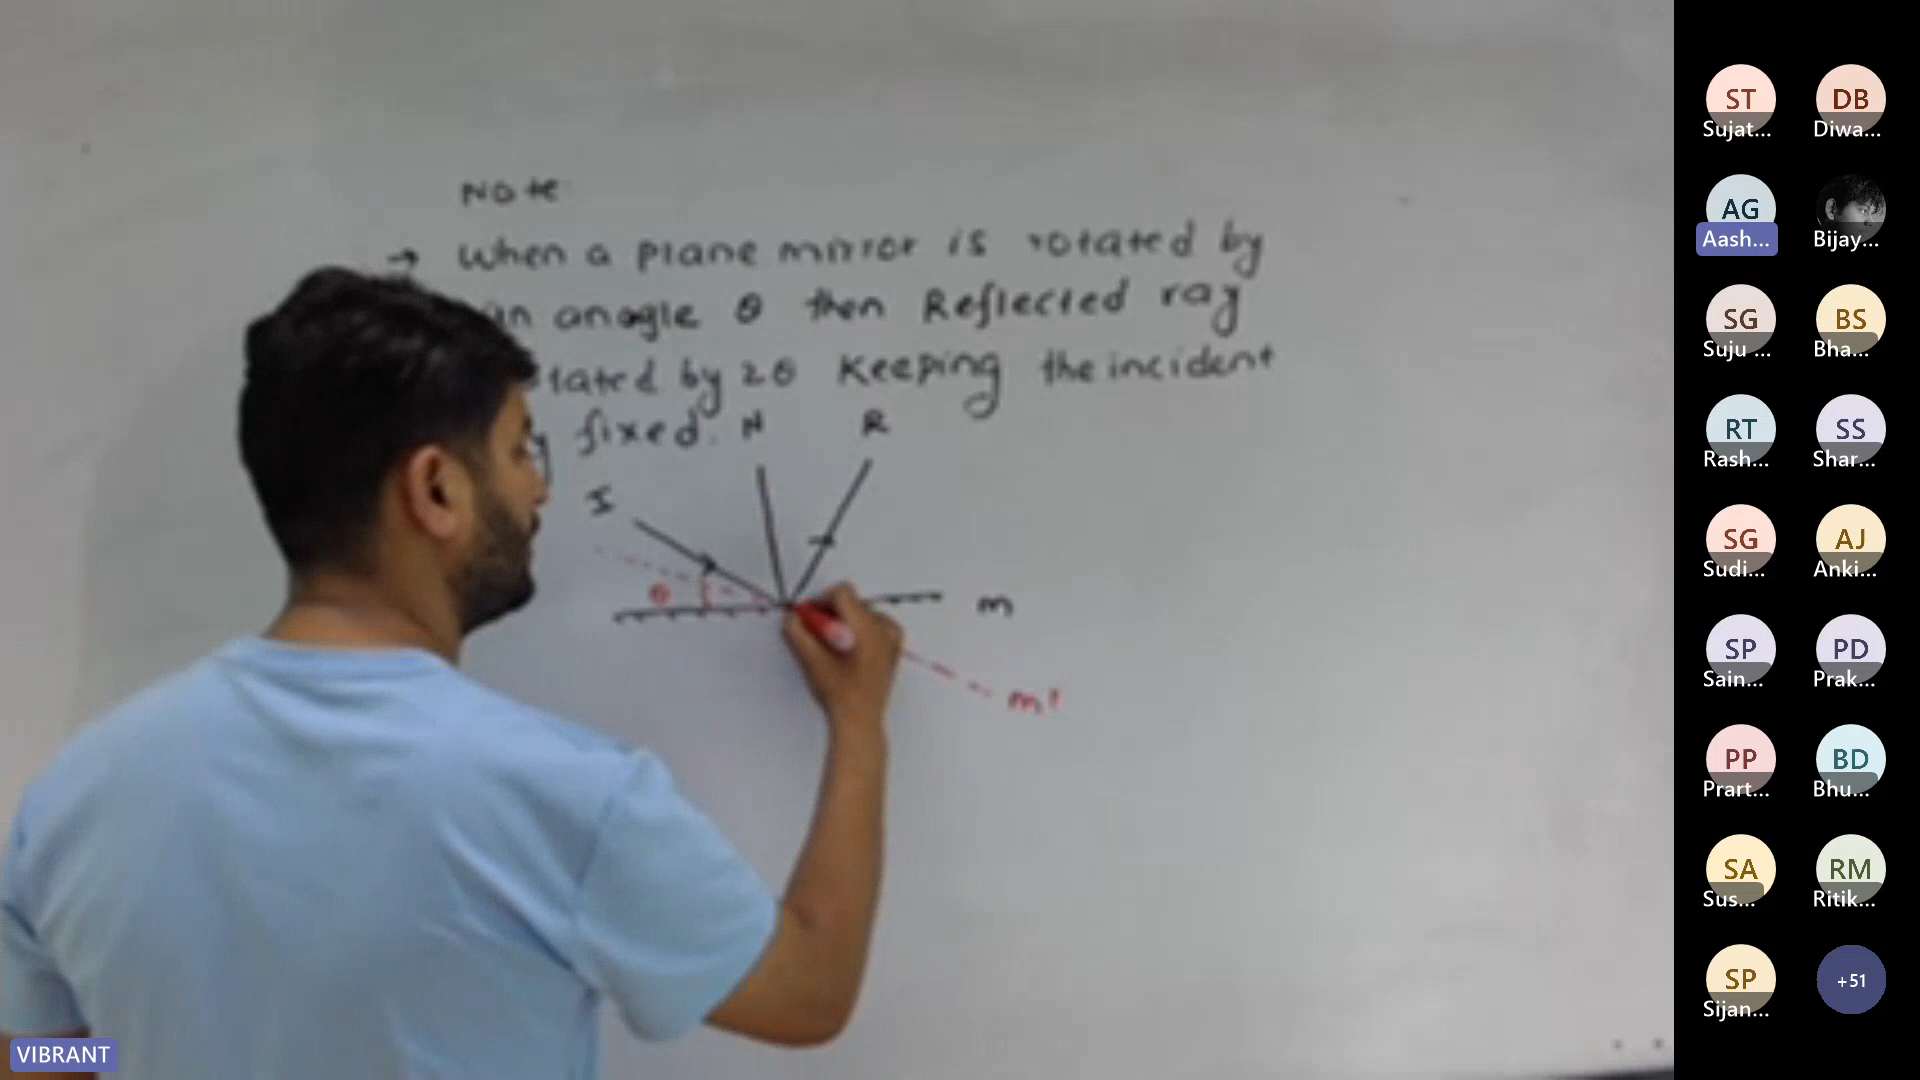 Note:
→ When a plane mirror is rotated by
an anogle θ then Reflected ray
tated by 2θ Keeping the incident
y fixed.
N R
I
θ
m
m'
ST DB
Sujat... Diwa...
AG
Aash... Bijay...
SG BS
Suju ... Bha...
RT SS
Rash... Shar...
SG AJ
Sudi... Anki...
SP PD
Sain... Prak...
PP BD
Prart... Bhu...
SA RM
Sus... Ritik...
SP +51
Sijan...
VIBRANT